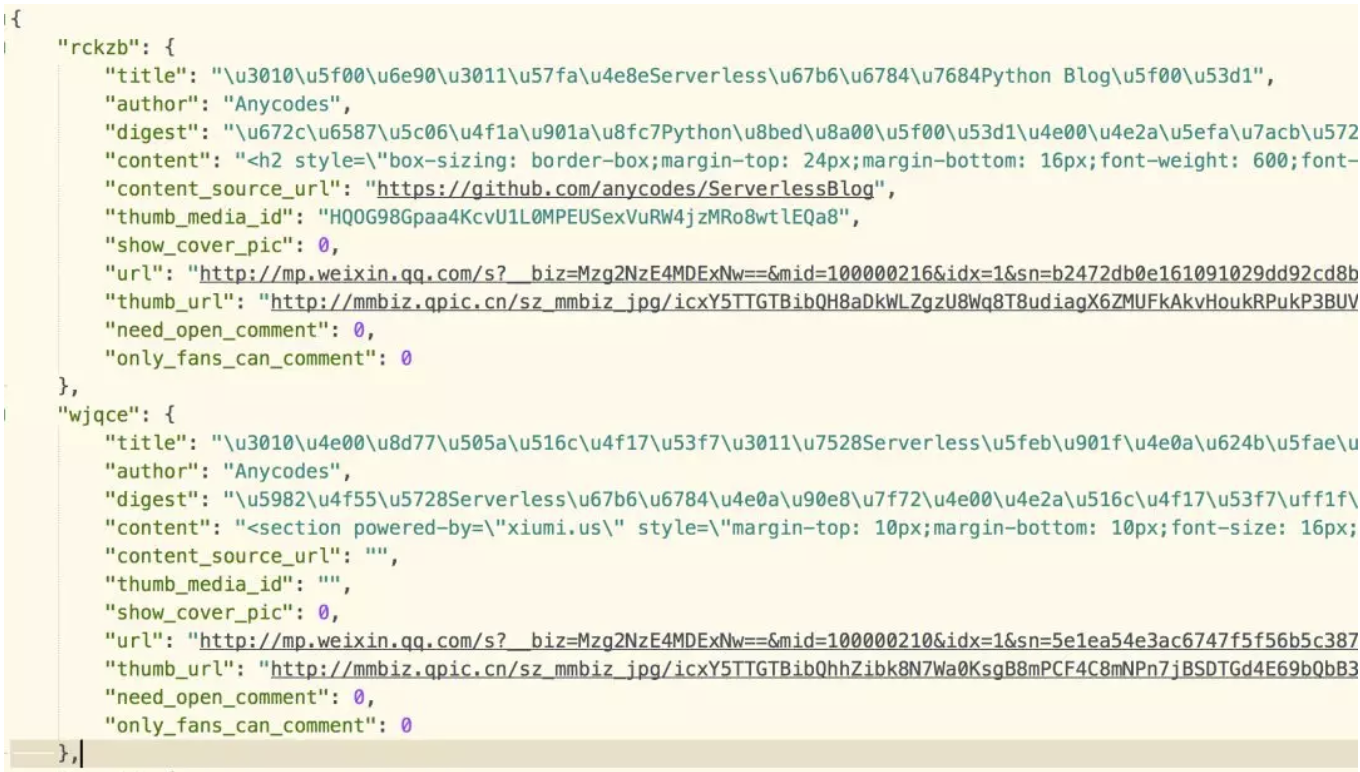 {
"rckzb": {
"title": "\u3010\u5f00\u6e90\u3011\u57fa\u4e8eServerless\u67b6\u6784\u7684Python Blog\u5f00\u53d1",
"author": "Anycodes",
"digest": "\u672c\u6587\u5c06\u4f1a\u901a\u8fc7Python\u8bed\u8a00\u5f00\u53d1\u4e00\u4e2a\u5efa\u7acb\u572
"content": "<h2 style=\"box-sizing: border-box;margin-top: 24px;margin-bottom: 16px;font-weight: 600;font-
"content_source_url": "https://github.com/anycodes/ServerlessBlog",
"thumb_media_id": "HQOG98Gpaa4KcvU1L0MPEUSexVuRW4jzMRo8wtlEQa8",
"show_cover_pic": 0,
"url": "http://mp.weixin.qq.com/s?__biz=Mzg2NzE4MDExNw==&mid=100000216&idx=1&sn=b2472db0e161091029dd92cd8b
"thumb_url": "http://mmbiz.qpic.cn/sz_mmbiz_jpg/icxY5TTGTBibQH8aDkWLZgzU8Wq8T8udiagX6ZMUFkAkvHoukRPukP3BUV
"need_open_comment": 0,
"only_fans_can_comment": 0
},
"wjqce": {
"title": "\u3010\u4e00\u8d77\u505a\u516c\u4f17\u53f7\u3011\u7528Serverless\u5feb\u901f\u4e0a\u624b\u5fae\u
"author": "Anycodes",
"digest": "\u5982\u4f55\u5728Serverless\u67b6\u6784\u4e0a\u90e8\u7f72\u4e00\u4e2a\u516c\u4f17\u53f7\uff1f\
"content": "<section powered-by=\"xiumi.us\" style=\"margin-top: 10px;margin-bottom: 10px;font-size: 16px;
"content_source_url": "",
"thumb_media_id": "",
"show_cover_pic": 0,
"url": "http://mp.weixin.qq.com/s?__biz=Mzg2NzE4MDExNw==&mid=100000210&idx=1&sn=5e1ea54e3ac6747f5f56b5c387
"thumb_url": "http://mmbiz.qpic.cn/sz_mmbiz_jpg/icxY5TTGTBibQhhZibk8N7Wa0KsgB8mPCF4C8mNPn7jBSDTGd4E69bQbB3
"need_open_comment": 0,
"only_fans_can_comment": 0
},